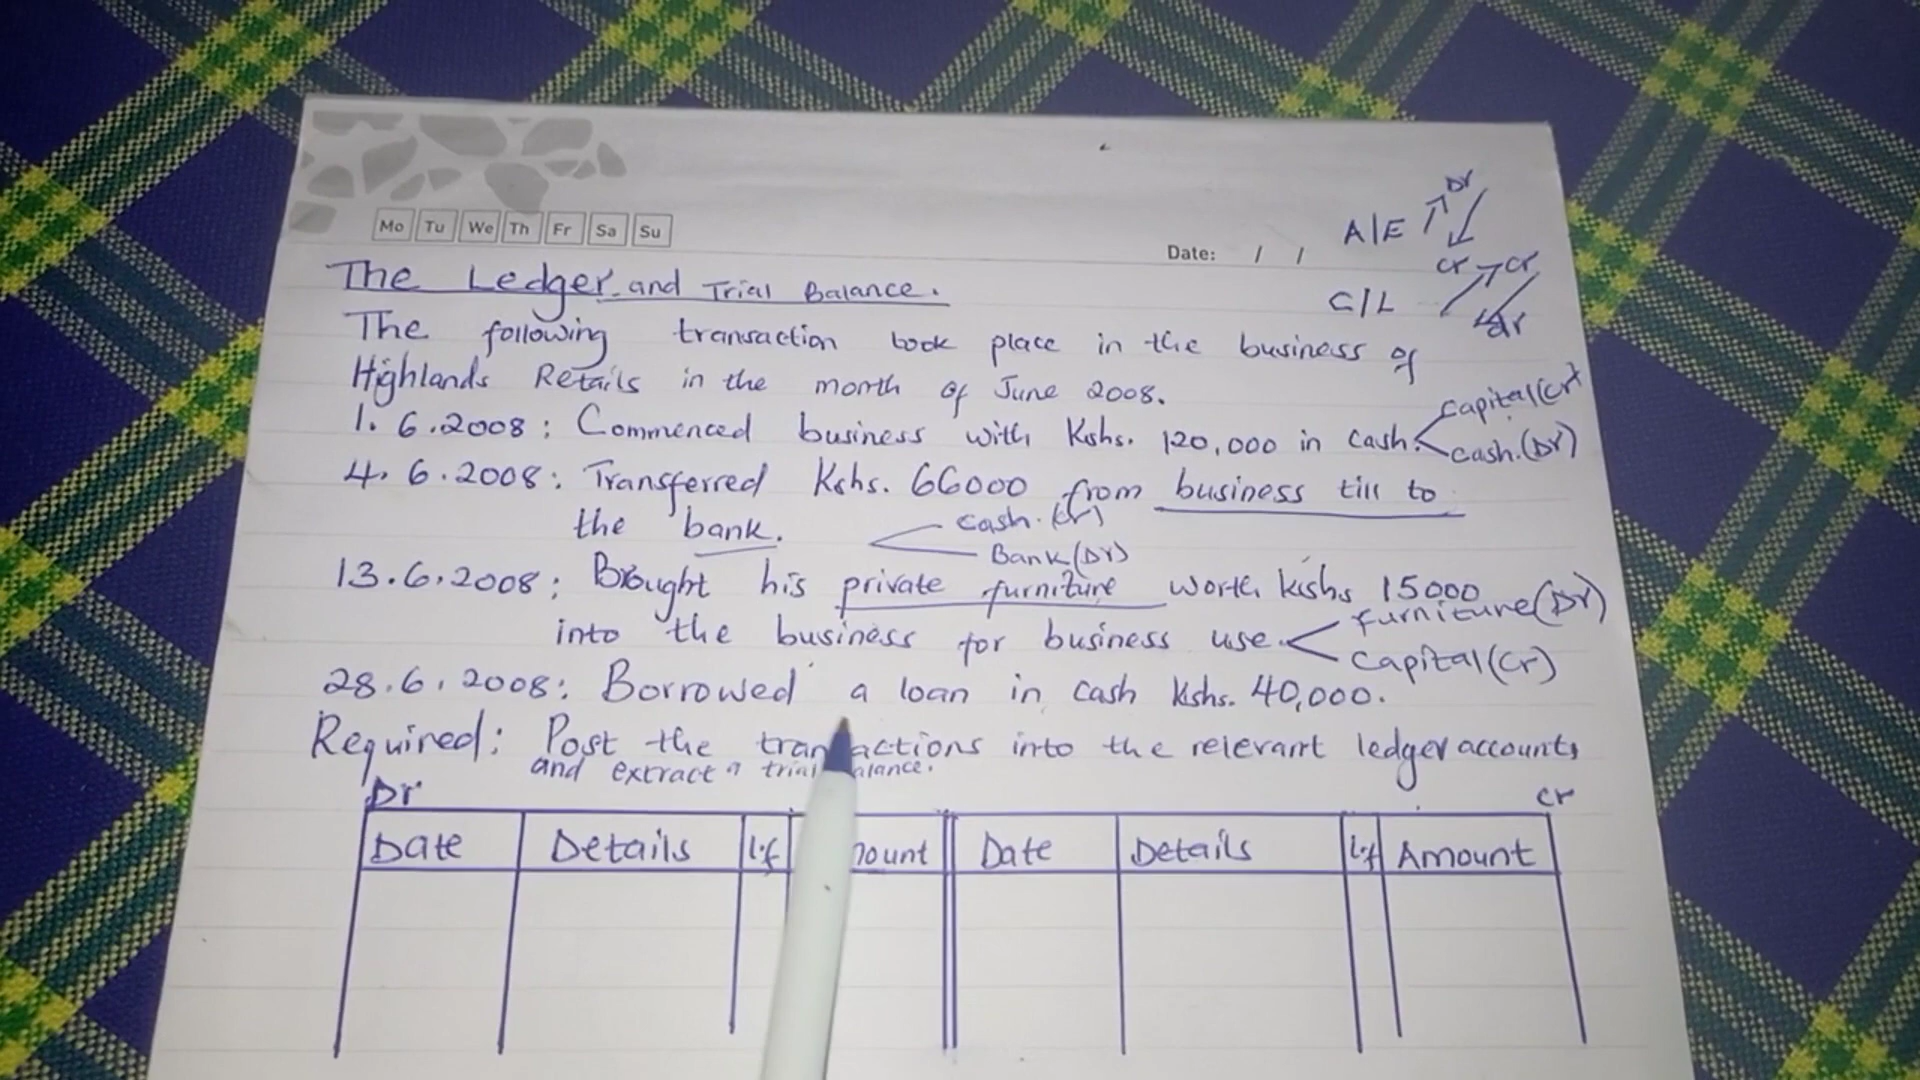 Mo Tu We Th Fr Sa Su
Date: / /
A/E Dr
Cr
C/L Cr
dr
The Ledger and Trial Balance.
The following transaction took place in the business of
Highlands Retails in the month of June 2008.
1.6.2008: Commenced business with Kshs. 120,000 in cash. Capital(Cr)
cash.(Dr)
4.6.2008: Transferred Kshs. 66000 from business till to
the bank. cash.(Cr)
Bank(Dr)
13.6.2008: Brought his private furniture worth kshs 15000
into the business for business use. furniture(Dr)
Capital(Cr)
28.6.2008: Borrowed a loan in cash kshs. 40,000.
Required: Post the transactions into the relevant ledger accounts
and extract a trial balance.
Dr Cr
Date Details l.f Amount Date Details l.f Amount